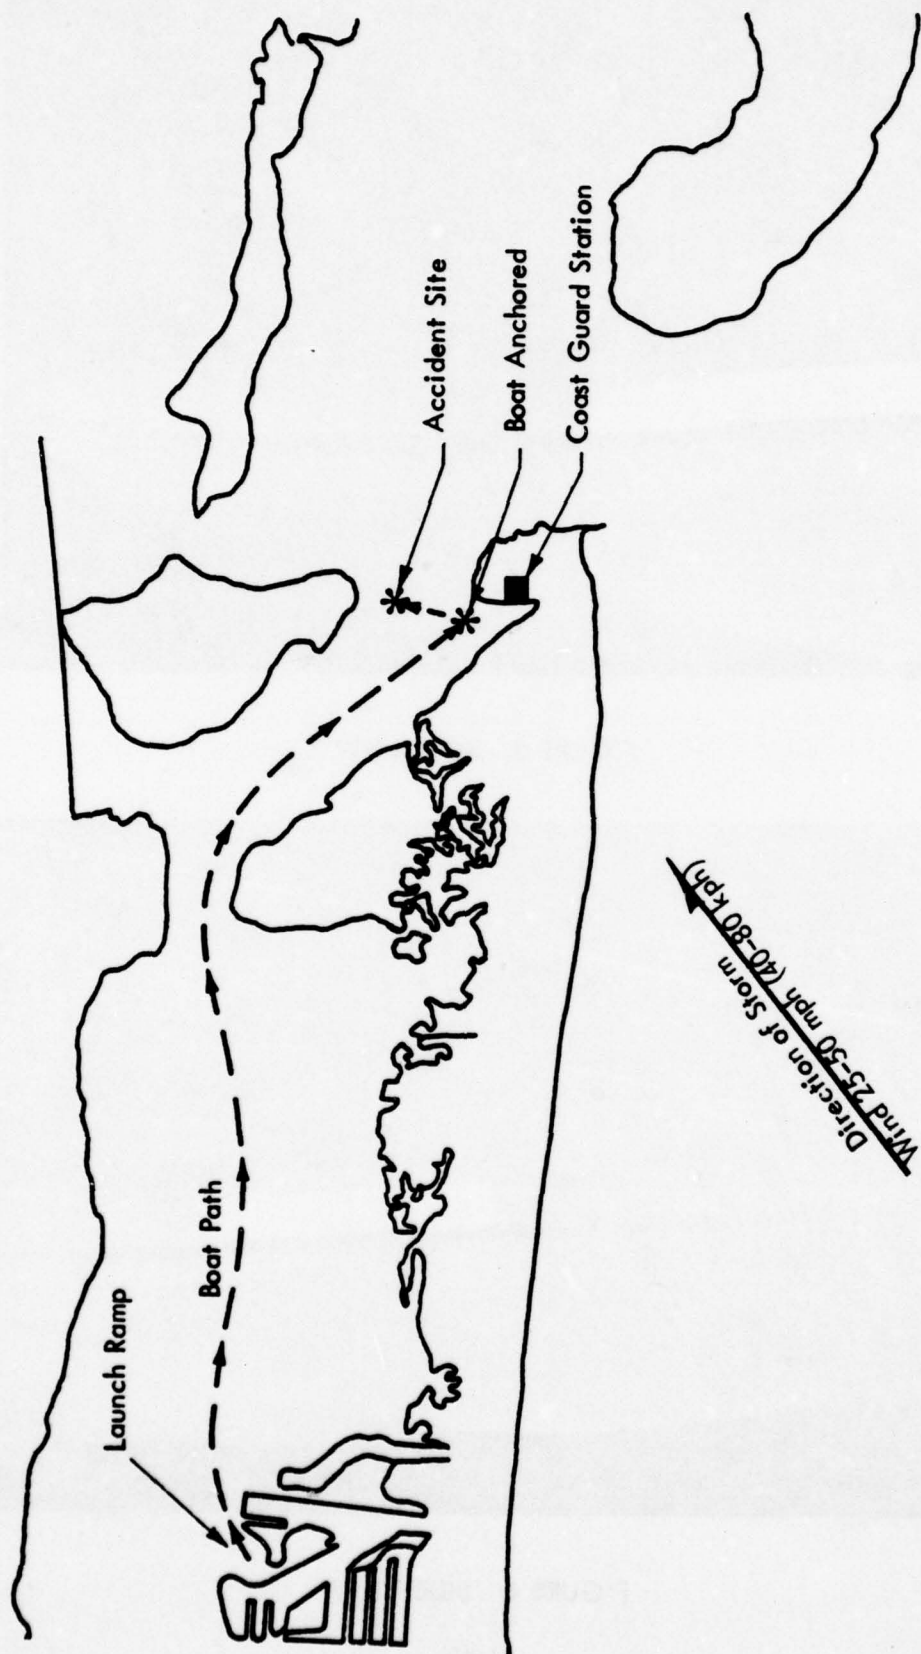 Launch Ramp
Boat Path
Accident Site
Boat Anchored
Coast Guard Station
Direction of Storm
Wind 25-50 mph (40-80 kph)